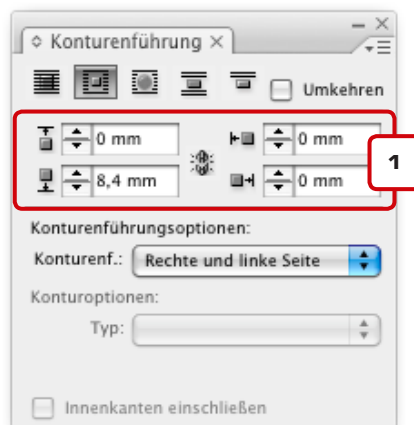 Konturenführung
Umkehren
0 mm 0 mm
1
8,4 mm 0 mm
Konturenführungsoptionen:
Konturenf.: Rechte und linke Seite
Konturoptionen:
Typ:
Innenkanten einschließen